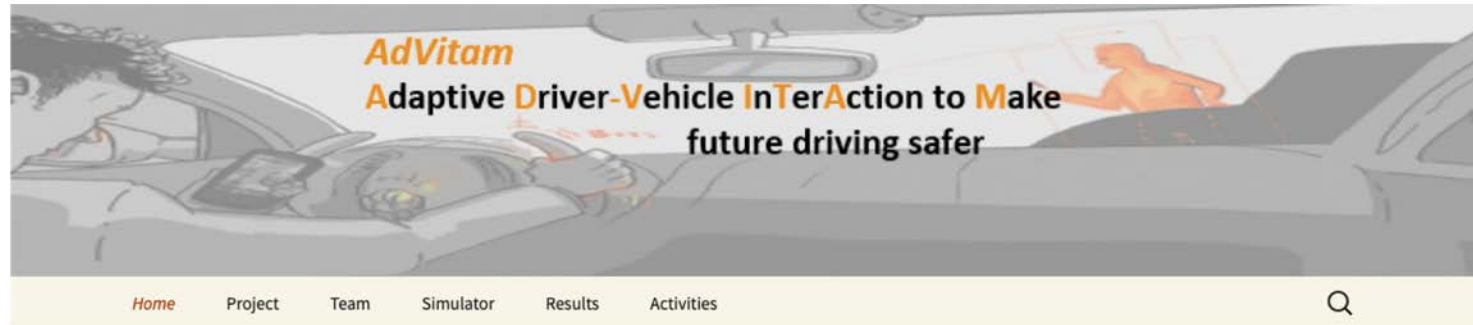 AdVitam
Adaptive Driver-Vehicle InTerAction to Make
future driving safer
Home Project Team Simulator Results Activities